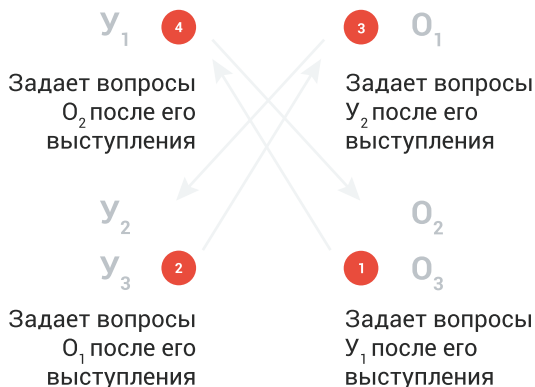 У1 4
Задает вопросы
О2 после его
выступления
3 О1
Задает вопросы
У2 после его
выступления
У2
О2
У3 2
Задает вопросы
О1 после его
выступления
1 О3
Задает вопросы
У1 после его
выступления